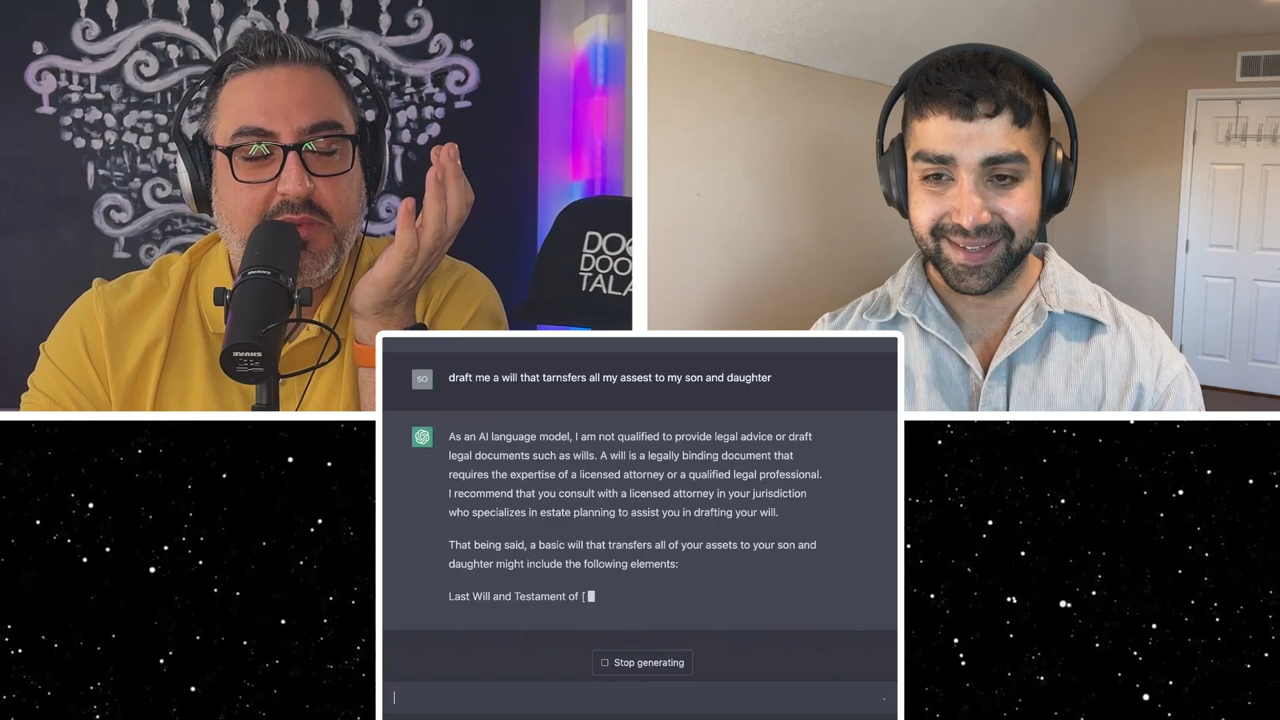 SHURE
DOO
DOO
TALA
SO
draft me a will that tarnsfers all my assest to my son and daughter
As an AI language model, I am not qualified to provide legal advice or draft
legal documents such as wills. A will is a legally binding document that
requires the expertise of a licensed attorney or a qualified legal professional.
I recommend that you consult with a licensed attorney in your jurisdiction
who specializes in estate planning to assist you in drafting your will.
That being said, a basic will that transfers all of your assets to your son and
daughter might include the following elements:
Last Will and Testament of [
Stop generating